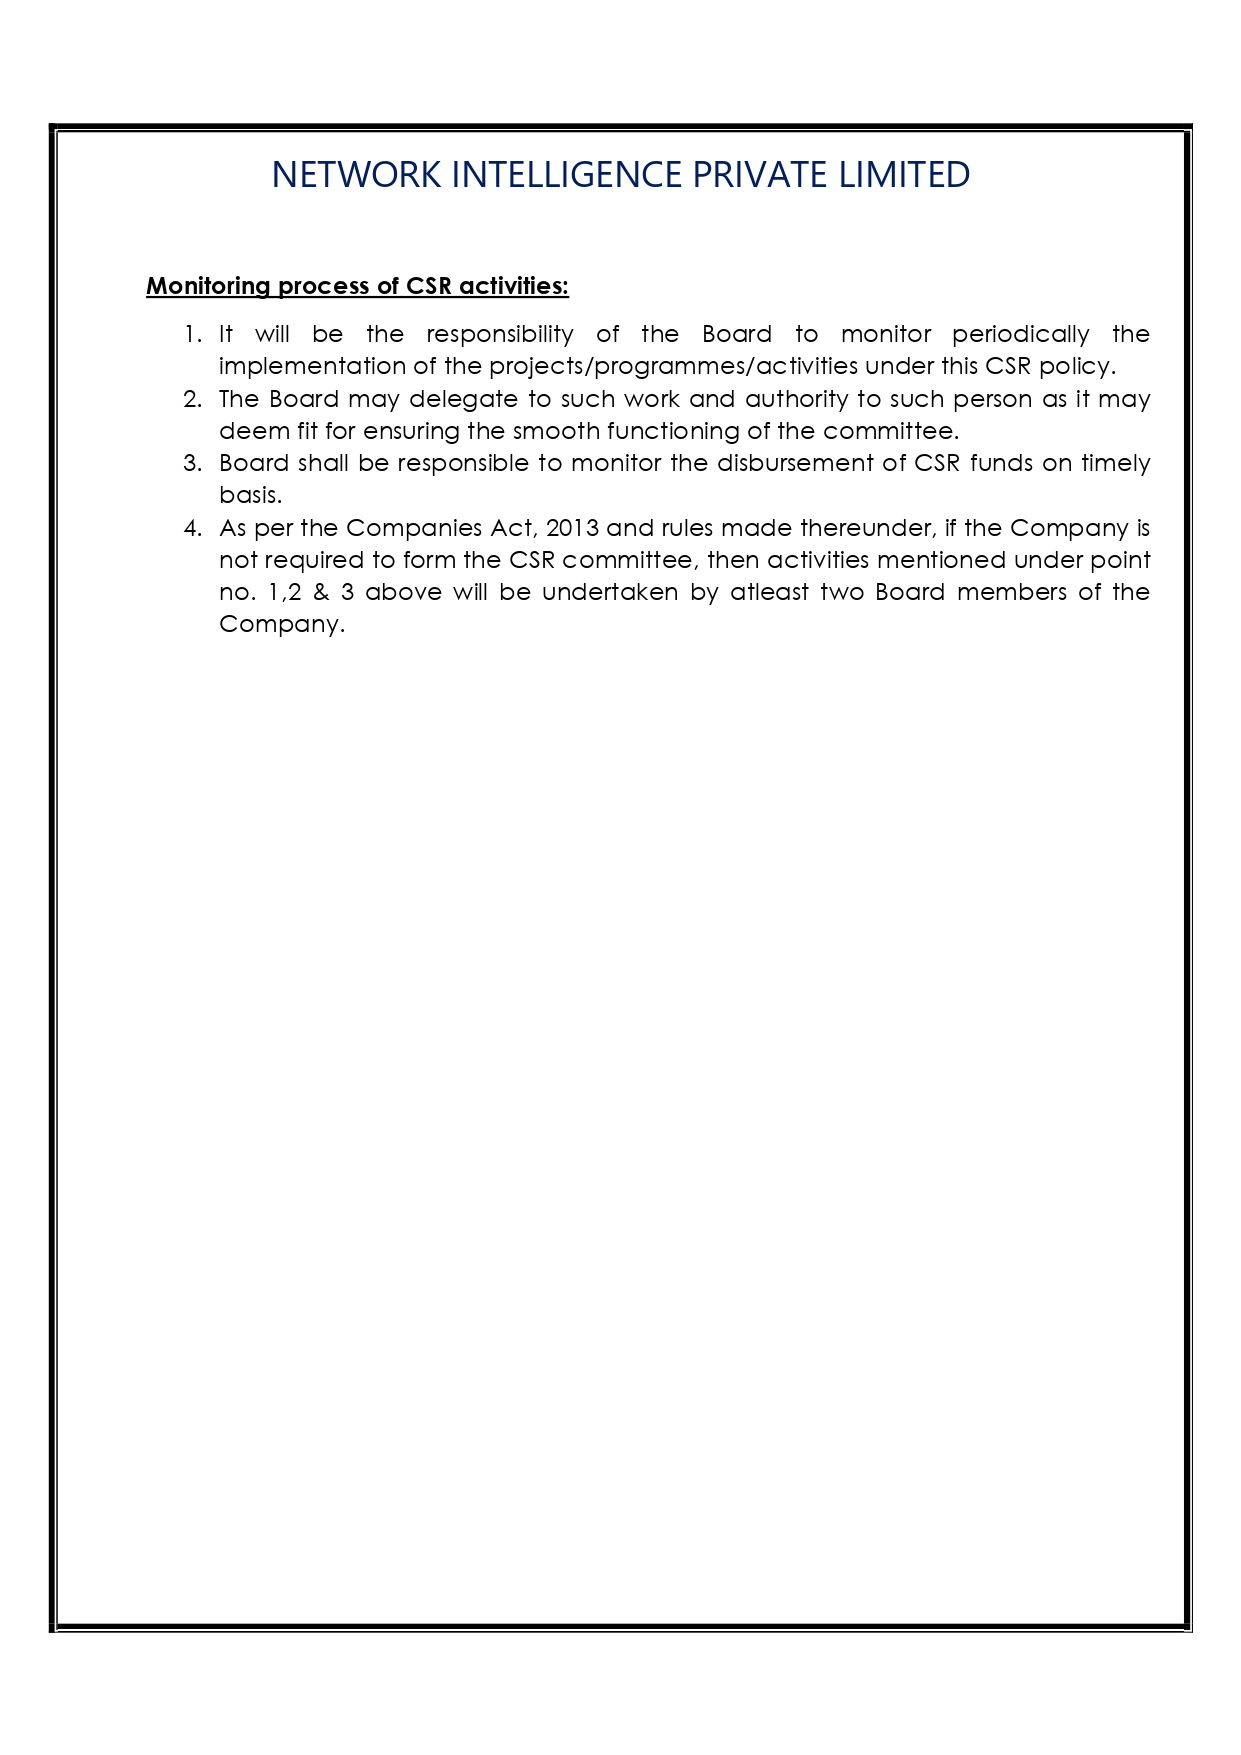 NETWORK INTELLIGENCE PRIVATE LIMITED
Monitoring process of CSR activities:
1. It will be the responsibility of the Board to monitor periodically the
implementation of the projects/programmes/activities under this CSR policy.
2. The Board may delegate to such work and authority to such person as it may
deem fit for ensuring the smooth functioning of the committee.
3. Board shall be responsible to monitor the disbursement of CSR funds on timely
basis.
4. As per the Companies Act, 2013 and rules made thereunder, if the Company is
not required to form the CSR committee, then activities mentioned under point
no. 1,2 & 3 above will be undertaken by atleast two Board members of the
Company.